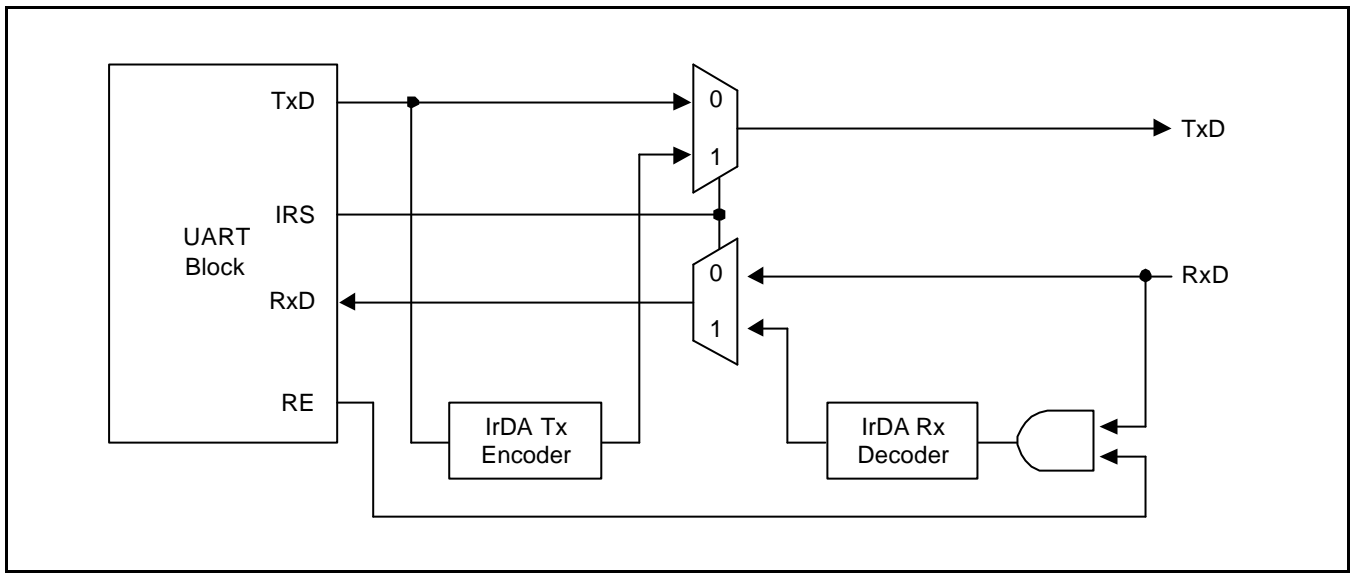 TxD
0
TxD
1
IRS
UART
Block
0
RxD
RxD
1
RE
IrDA Tx
Encoder
IrDA Rx
Decoder